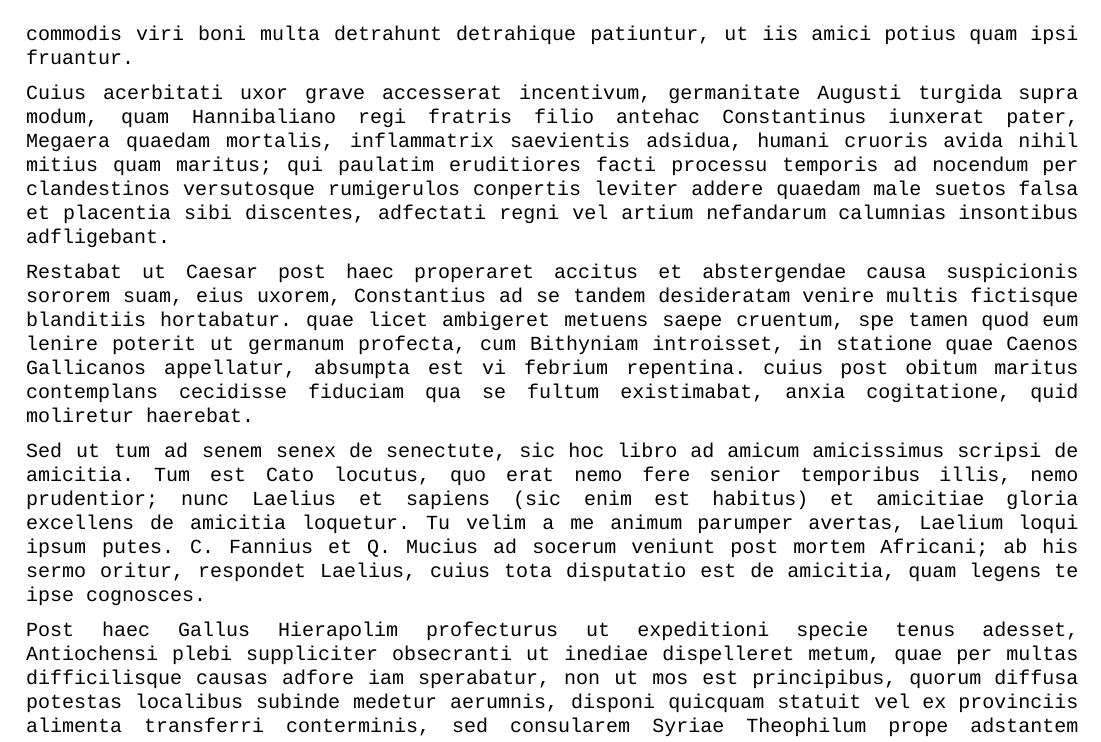 commodis viri boni multa detrahunt detrahique patiuntur, ut iis amici potius quam ipsi
fruantur.
Cuius acerbitati uxor grave accesserat incentivum, germanitate Augusti turgida supra
modum, quam Hannibaliano regi fratris filio antehac Constantinus iunxerat pater,
Megaera quaedam mortalis, inflammatrix saevientis adsidua, humani cruoris avida nihil
mitius quam maritus; qui paulatim eruditiores facti processu temporis ad nocendum per
clandestinos versutosque rumigerulos conpertis leviter addere quaedam male suetos falsa
et placentia sibi discentes, adfectati regni vel artium nefandarum calumnias insontibus
adfligebant.
Restabat ut Caesar post haec properaret accitus et abstergendae causa suspicionis
sororem suam, eius uxorem, Constantius ad se tandem desideratam venire multis fictisque
blanditiis hortabatur. quae licet ambigeret metuens saepe cruentum, spe tamen quod eum
lenire poterit ut germanum profecta, cum Bithyniam introisset, in statione quae Caenos
Gallicanos appellatur, absumpta est vi febrium repentina. cuius post obitum maritus
contemplans cecidisse fiduciam qua se fultum existimabat, anxia cogitatione, quid
moliretur haerebat.
Sed ut tum ad senem senex de senectute, sic hoc libro ad amicum amicissimus scripsi de
amicitia. Tum est Cato locutus, quo erat nemo fere senior temporibus illis, nemo
prudentior; nunc Laelius et sapiens (sic enim est habitus) et amicitiae gloria
excellens de amicitia loquetur. Tu velim a me animum parumper avertas, Laelium loqui
ipsum putes. C. Fannius et Q. Mucius ad socerum veniunt post mortem Africani; ab his
sermo oritur, respondet Laelius, cuius tota disputatio est de amicitia, quam legens te
ipse cognosces.
Post haec Gallus Hierapolim profecturus ut expeditioni specie tenus adesset,
Antiochensi plebi suppliciter obsecranti ut inediae dispelleret metum, quae per multas
difficilisque causas adfore iam sperabatur, non ut mos est principibus, quorum diffusa
potestas localibus subinde medetur aerumnis, disponi quicquam statuit vel ex provinciis
alimenta transferri conterminis, sed consularem Syriae Theophilum prope adstantem